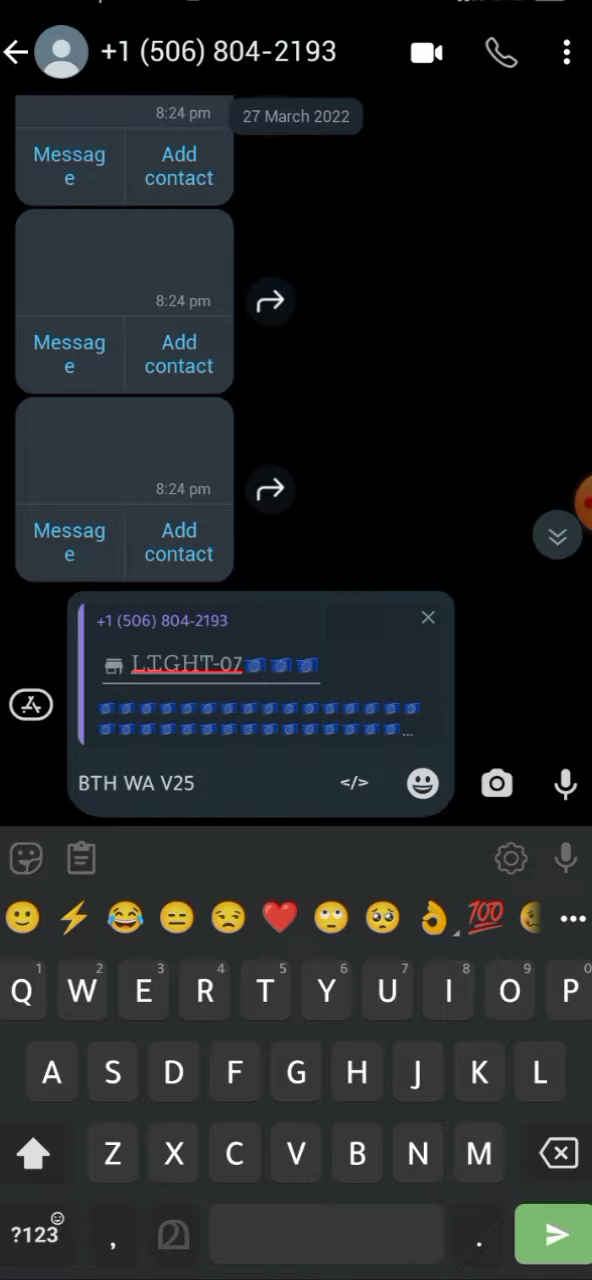 +1 (506) 804-2193
27 March 2022
8:24 pm
Messag
e
Add
contact
8:24 pm
Messag
e
Add
contact
8:24 pm
Messag
e
Add
contact
+1 (506) 804-2193
L.I.GHT-07
...
BTH WA V25
</>
100
1 2 3 4 5 6 7 8 9 0
Q W E R T Y U I O P
A S D F G H J K L
Z X C V B N M
?123 , മ .